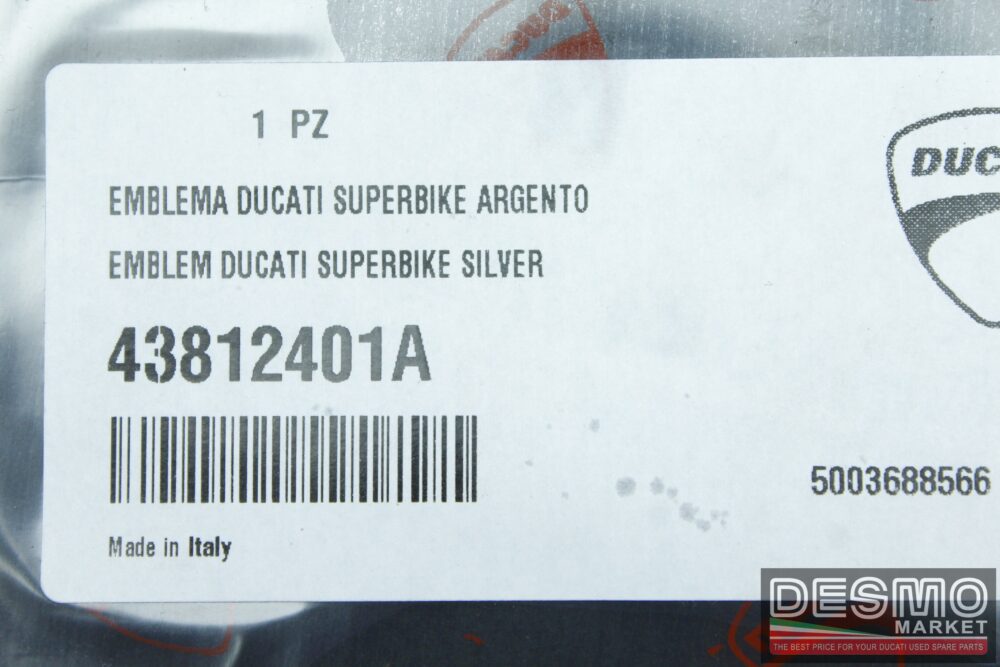 1 PZ
EMBLEMA DUCATI SUPERBIKE ARGENTO
EMBLEM DUCATI SUPERBIKE SILVER
43812401A
5003688566
Made in Italy
DESMO
MARKET
THE BEST PRICE FOR YOUR DUCATI USED SPARE PARTS